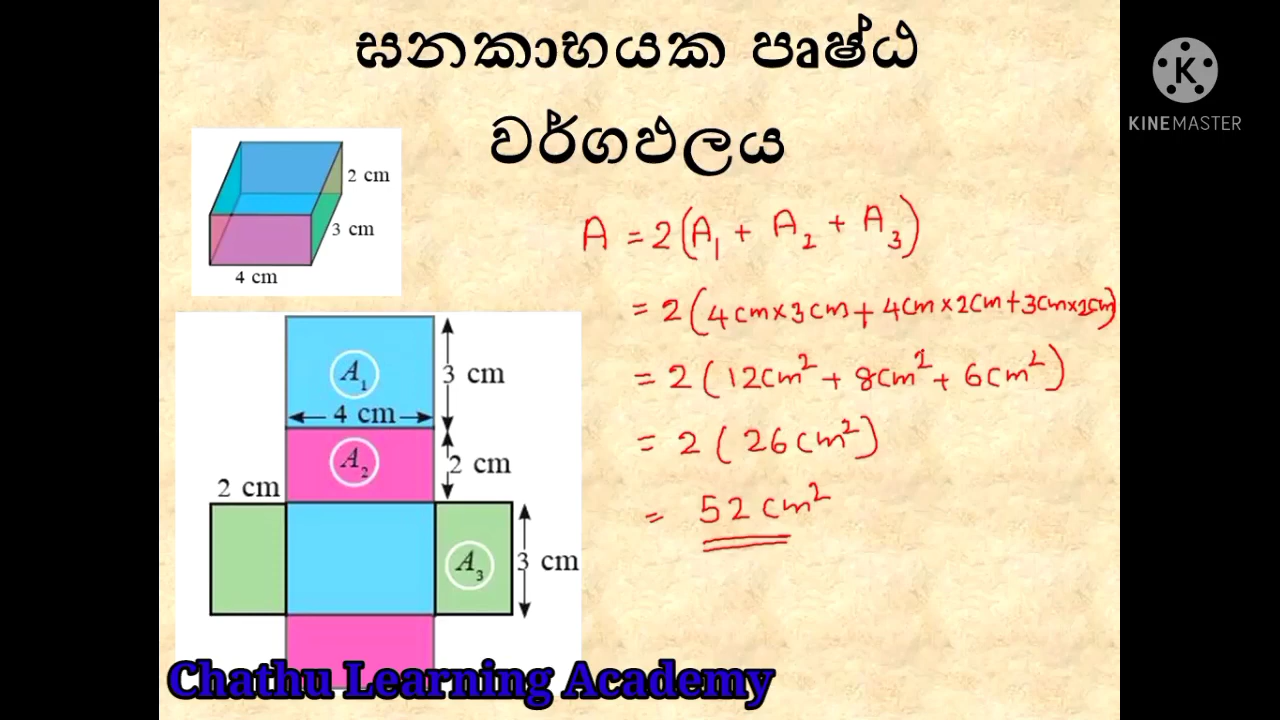 ඝනකාභයක පෘෂ්ඨ
වර්ගඵලය
KINEMASTER
2 cm
3 cm
4 cm
A = 2(A₁ + A₂ + A₃)
= 2(4cm×3cm + 4cm×2cm + 3cm×2cm)
= 2(12cm² + 8cm² + 6cm²)
= 2(26cm²)
= 52cm²
A₁
3 cm
4 cm
A₂
2 cm
2 cm
A₃
3 cm
Chathu Learning Academy